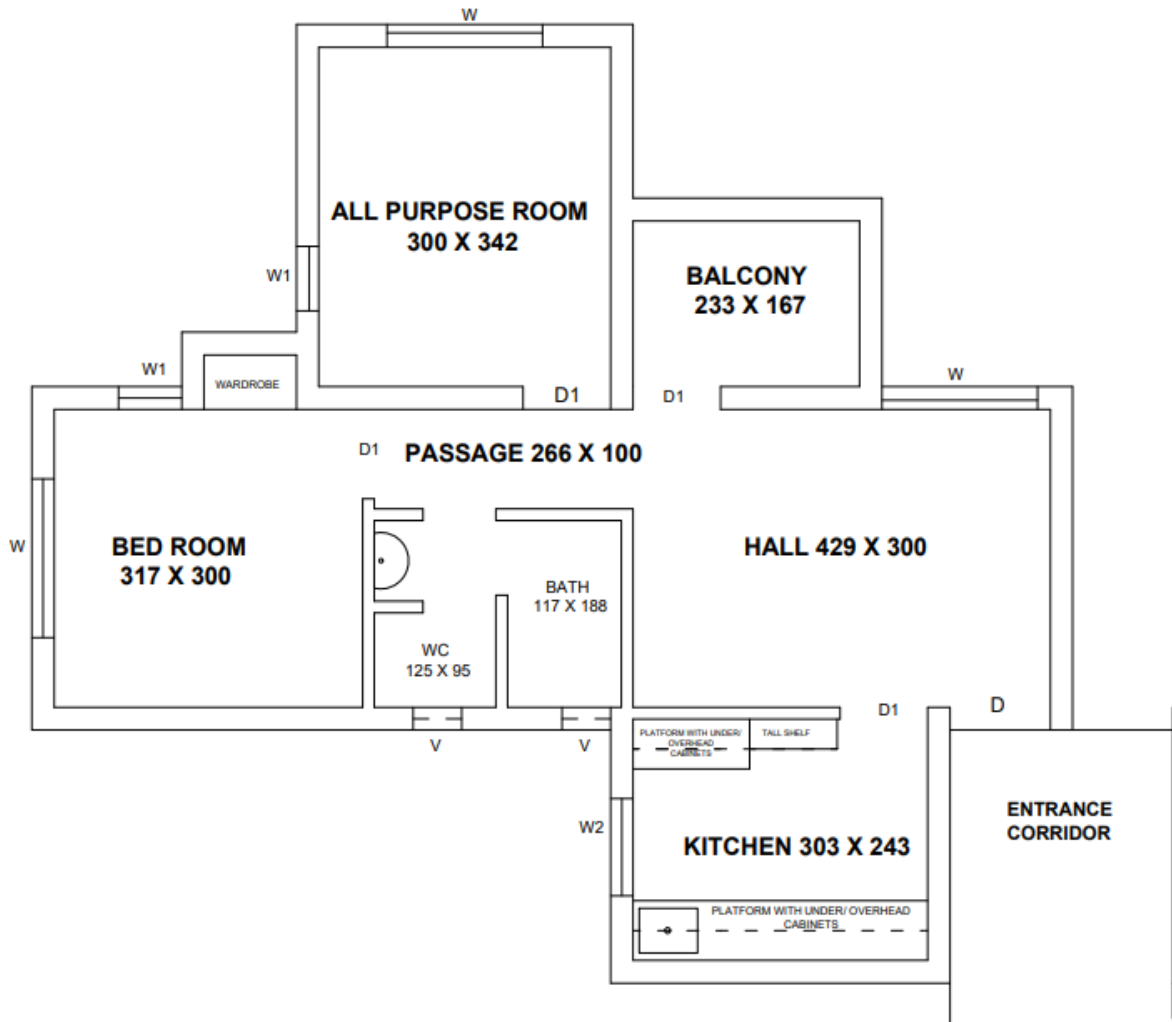 W
ALL PURPOSE ROOM
300 X 342
W1
BALCONY
233 X 167
W1
WARDROBE
W
D1
D1
D1
PASSAGE 266 X 100
W
BED ROOM
317 X 300
HALL 429 X 300
BATH
117 X 188
WC
125 X 95
D1
D
V
V
PLATFORM WITH UNDER/
OVERHEAD
CABINETS
TALL SHELF
W2
KITCHEN 303 X 243
ENTRANCE
CORRIDOR
PLATFORM WITH UNDER/ OVERHEAD
CABINETS